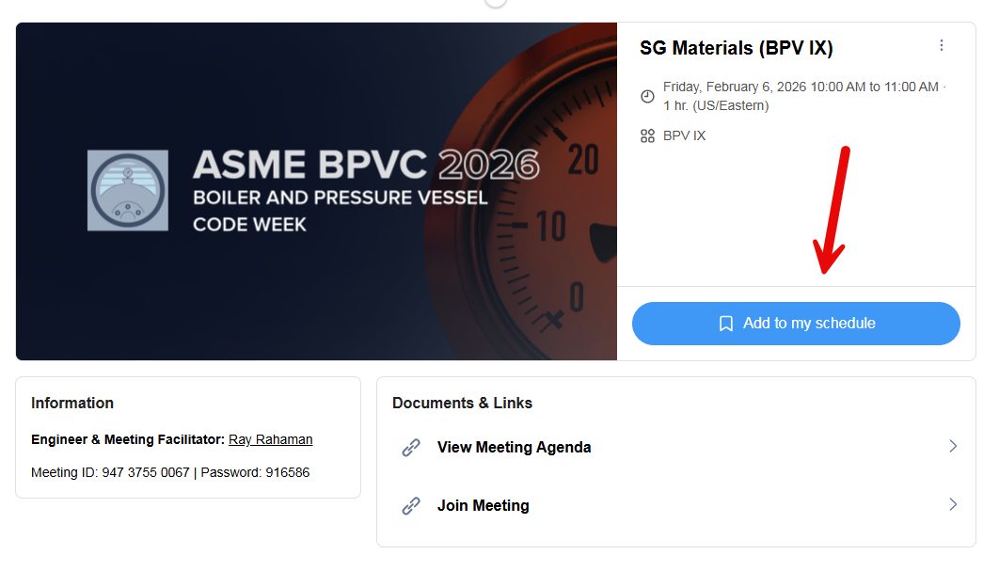 ASME BPVC 2026
BOILER AND PRESSURE VESSEL
CODE WEEK
20
10
0
SG Materials (BPV IX)
Friday, February 6, 2026 10:00 AM to 11:00 AM ·
1 hr. (US/Eastern)
BPV IX
Add to my schedule
Information
Engineer & Meeting Facilitator: Ray Rahaman
Meeting ID: 947 3755 0067 | Password: 916586
Documents & Links
View Meeting Agenda
Join Meeting